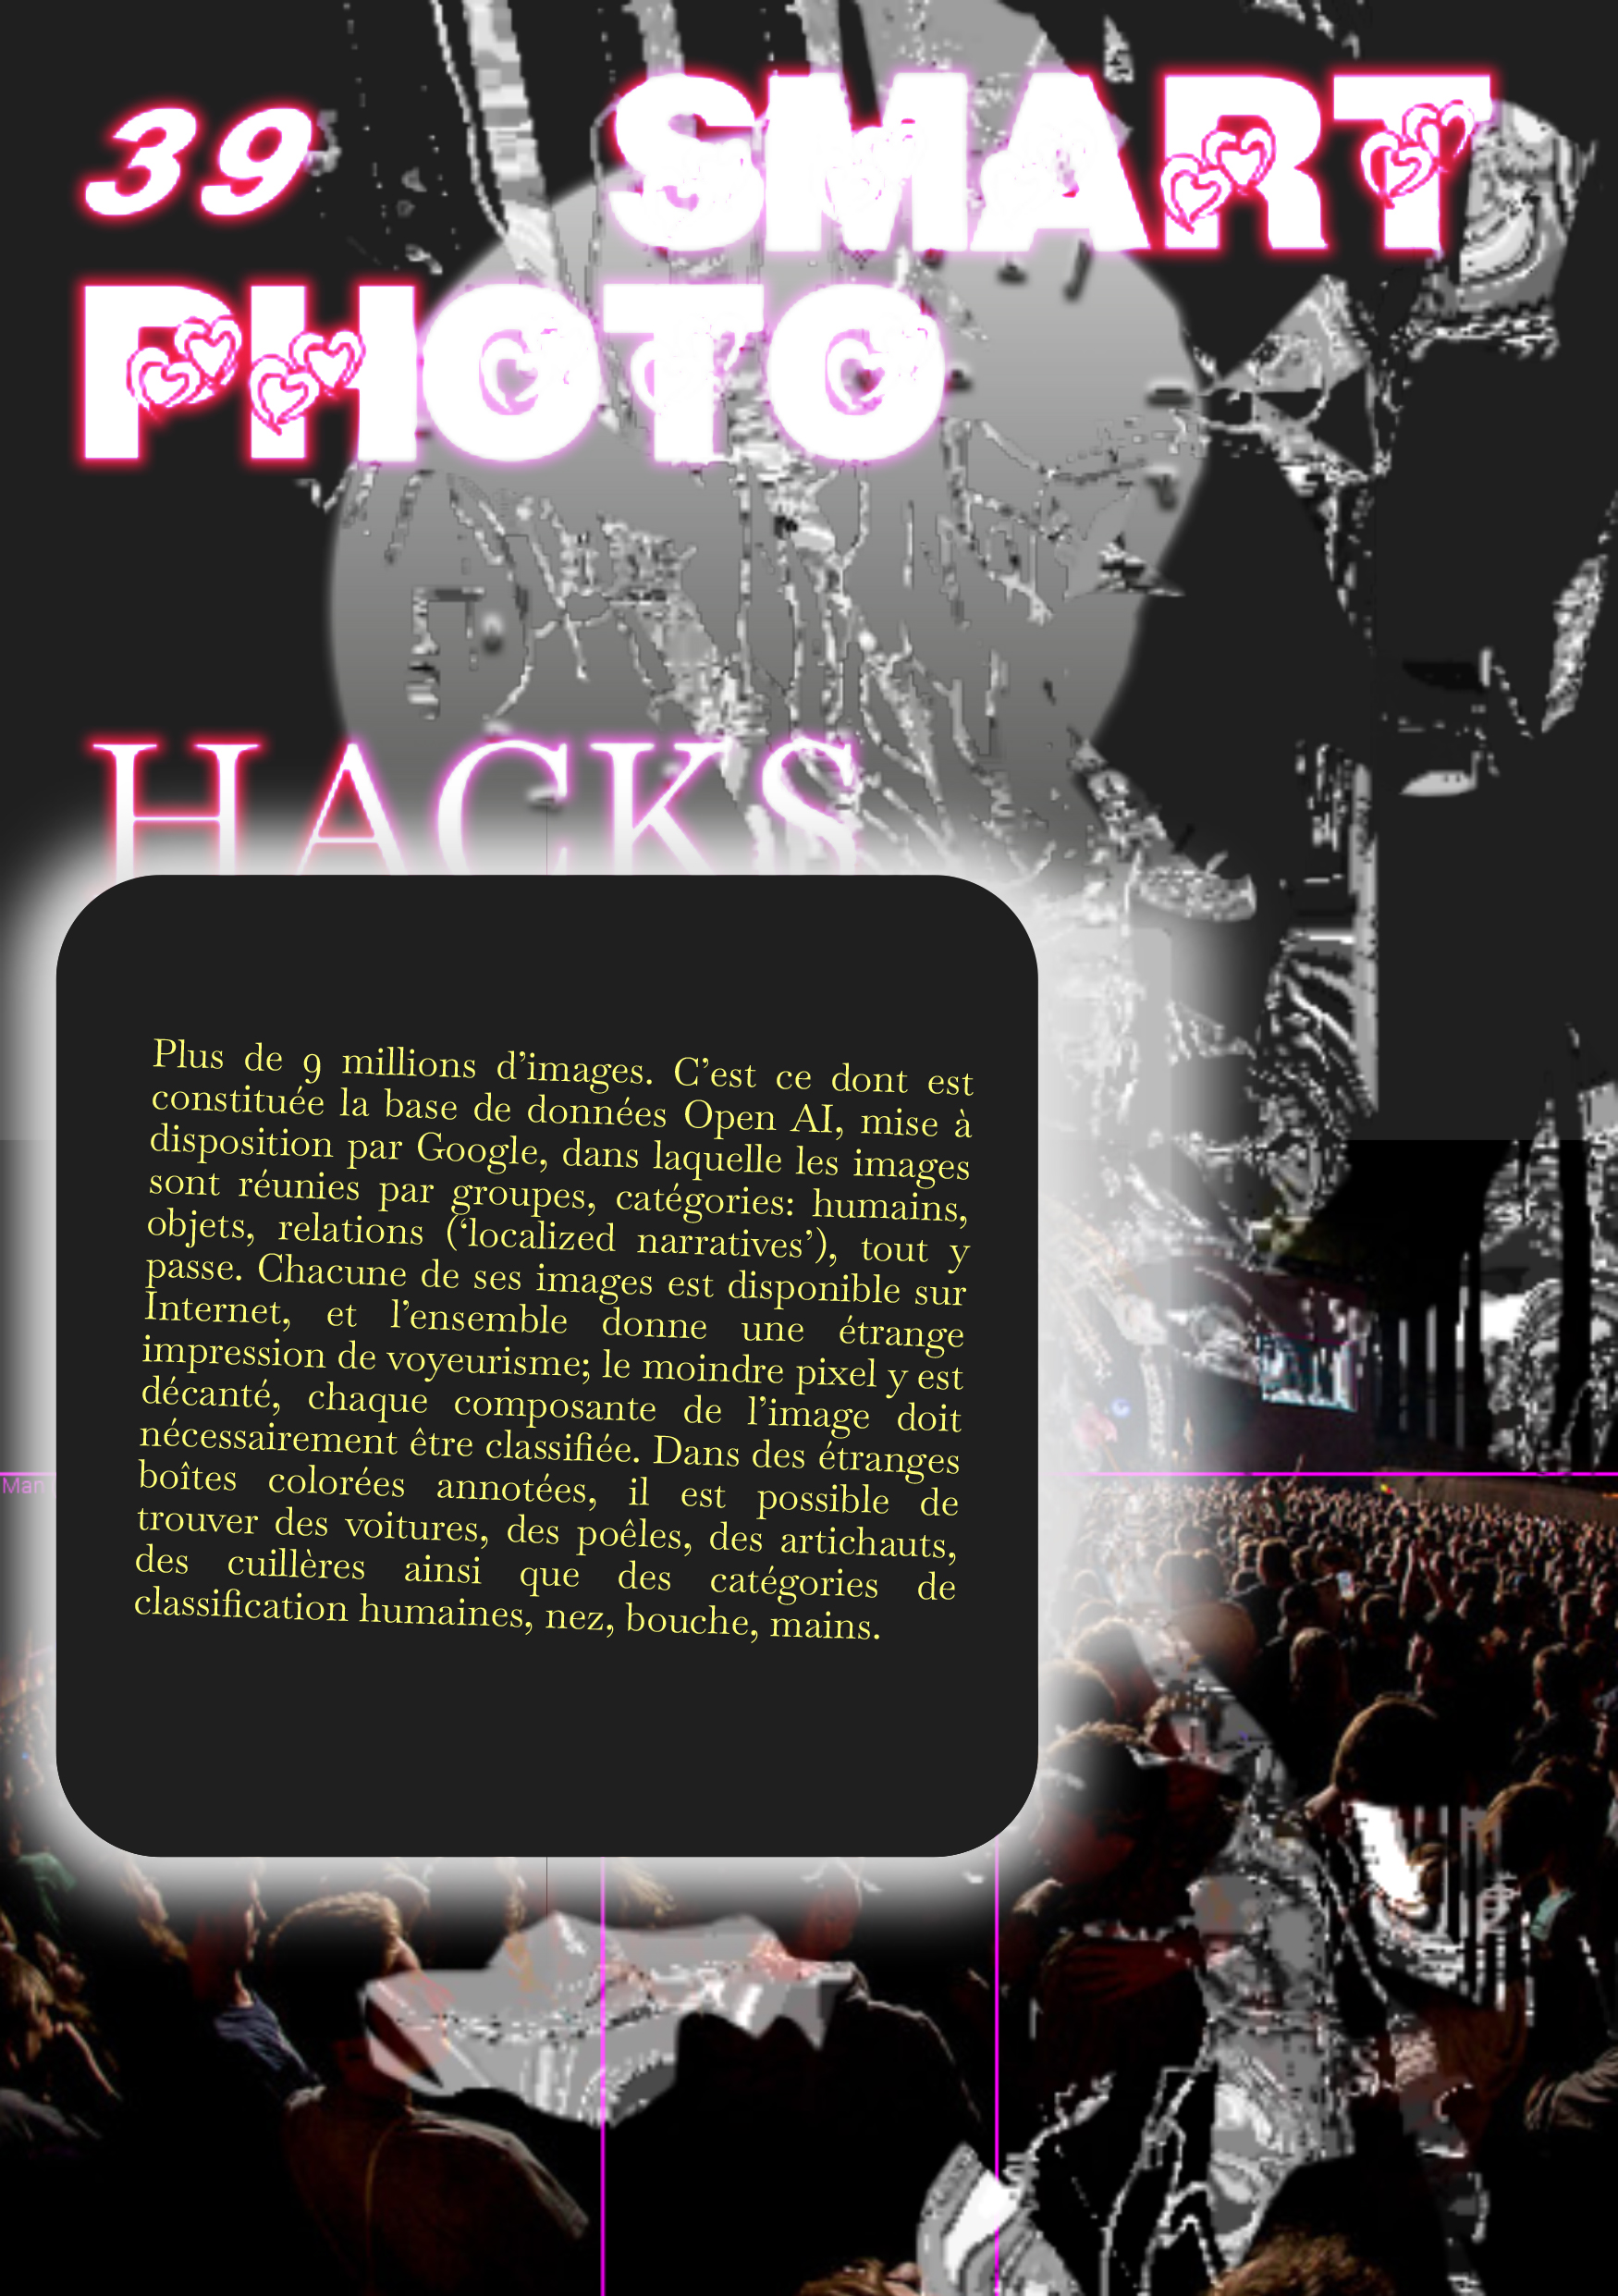 39 SMART
PHOTO
HACKS
Plus de 9 millions d’images. C’est ce dont est
constituée la base de données Open AI, mise à
disposition par Google, dans laquelle les images
sont réunies par groupes, catégories: humains,
objets, relations (‘localized narratives’), tout y
passe. Chacune de ses images est disponible sur
Internet, et l’ensemble donne une étrange
impression de voyeurisme; le moindre pixel y est
décanté, chaque composante de l’image doit
nécessairement être classifiée. Dans des étranges
boîtes colorées annotées, il est possible de
trouver des voitures, des poêles, des artichauts,
des cuillères ainsi que des catégories de
classification humaines, nez, bouche, mains.
Man